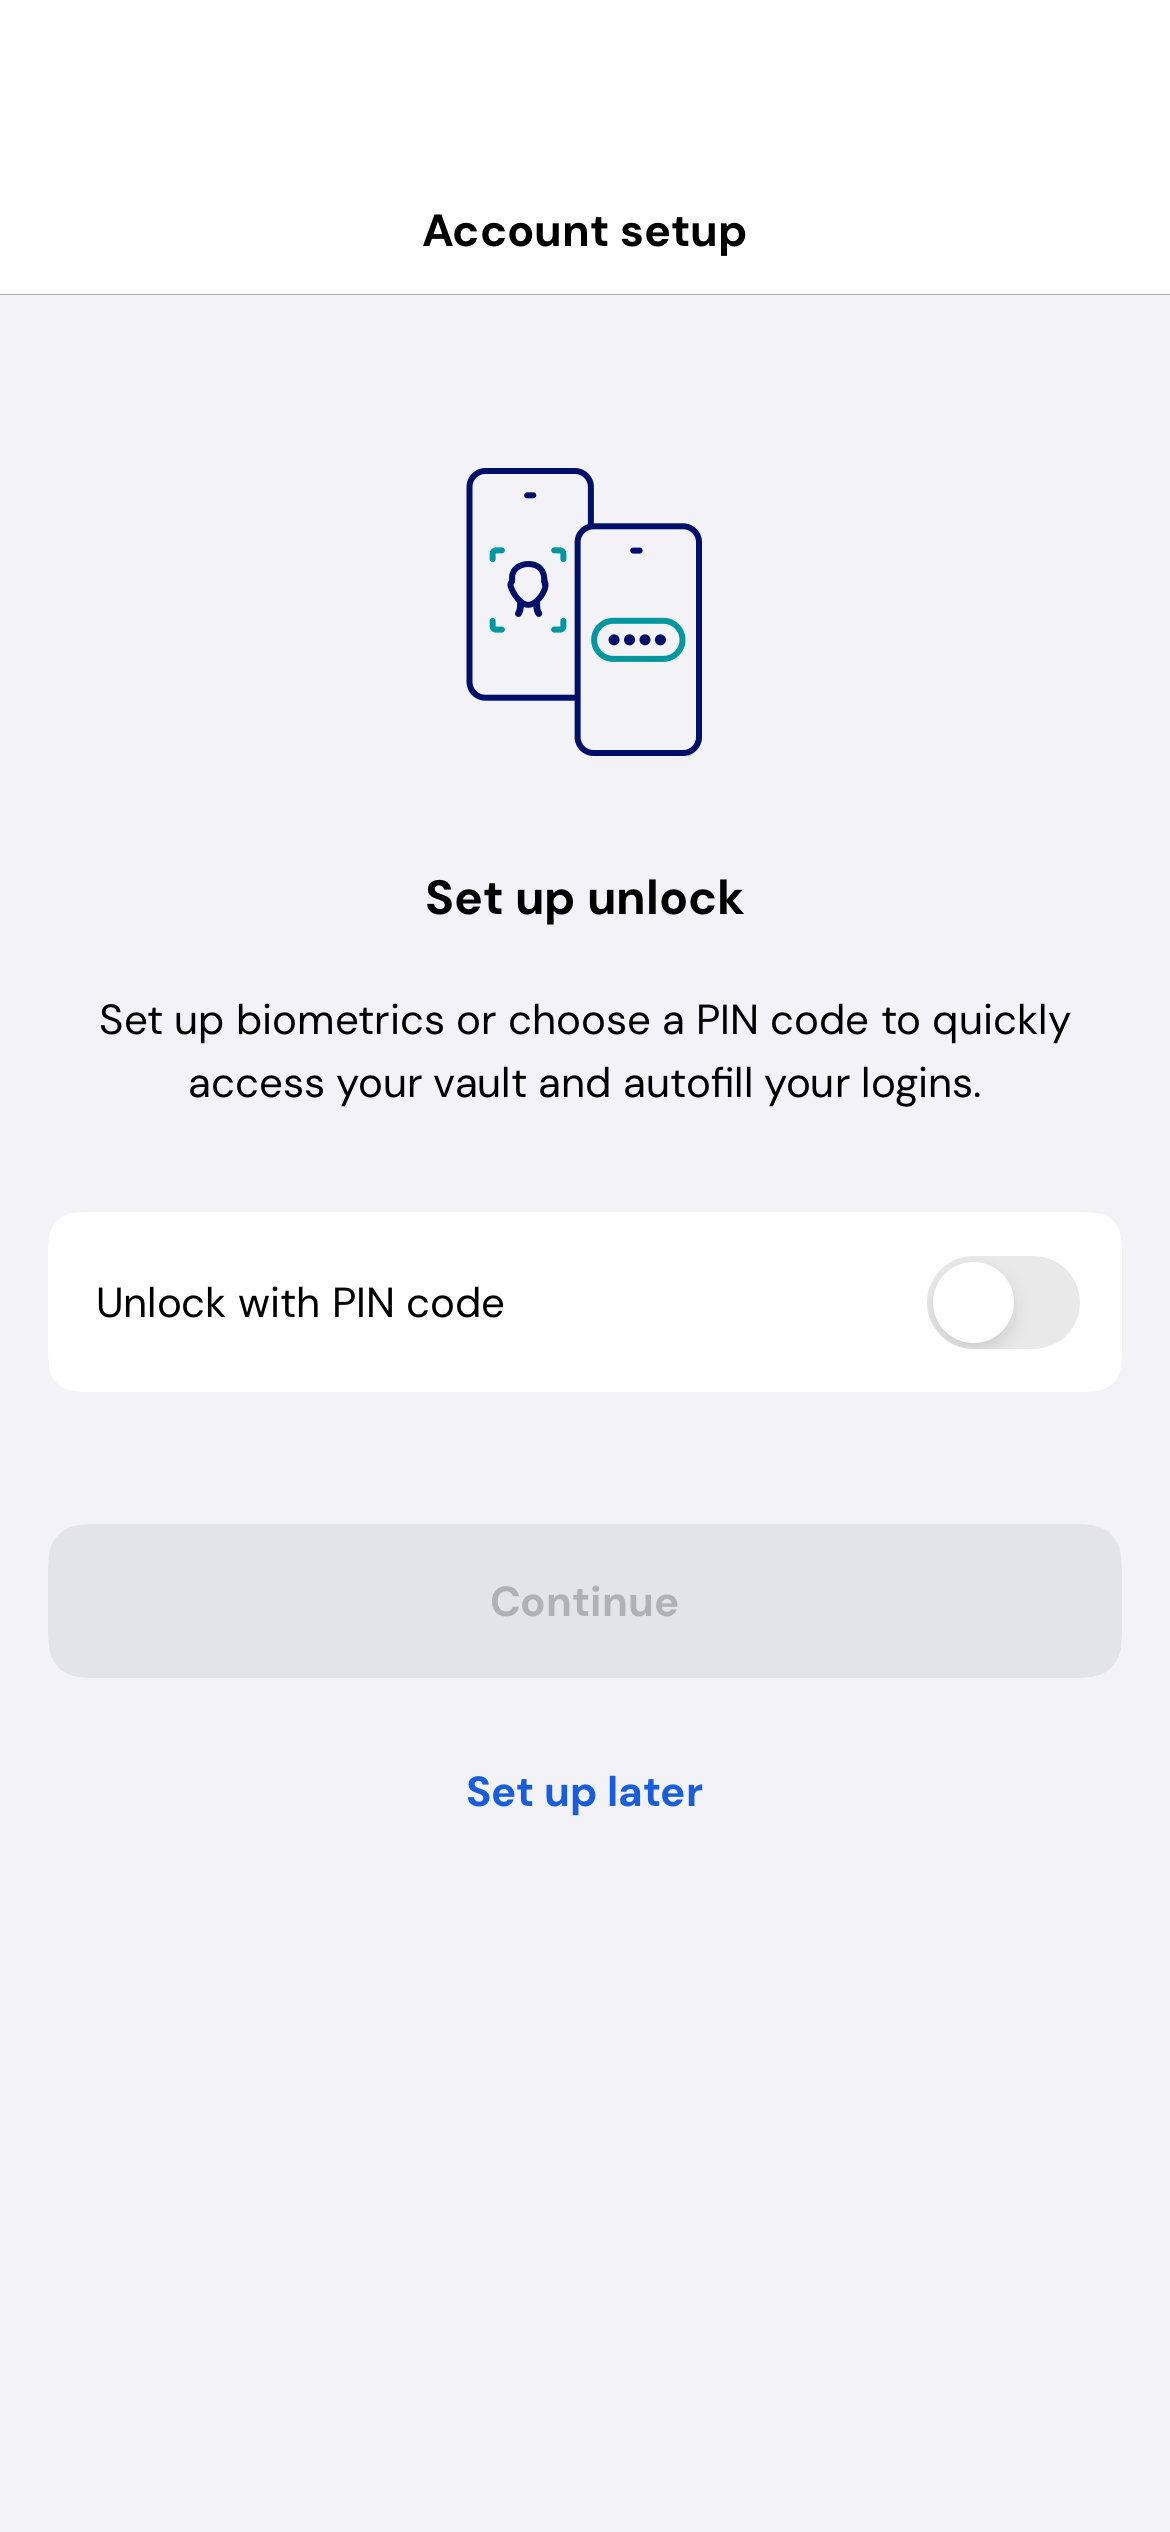 Account setup
Set up unlock
Set up biometrics or choose a PIN code to quickly
access your vault and autofill your logins.
Unlock with PIN code
Continue
Set up later